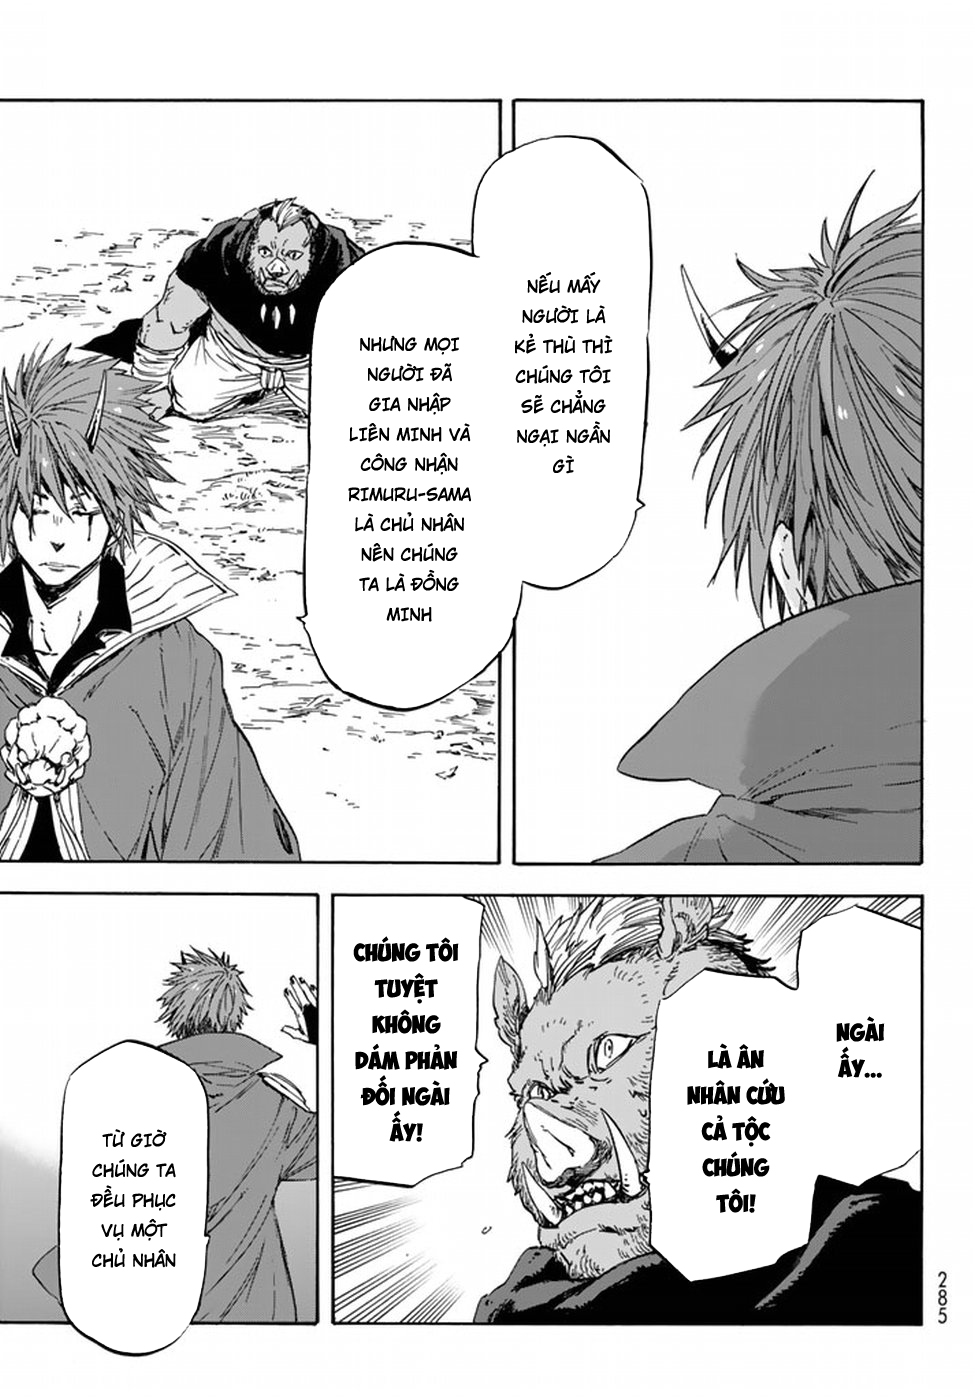 NẾU MẤY
NGƯỜI LÀ
KẺ THÙ THÌ
CHÚNG TÔI
SẼ CHẲNG
NGẠI NGẦN
GÌ
NHƯNG MỌI
NGƯỜI ĐÃ
GIA NHẬP
LIÊN MINH VÀ
CÔNG NHẬN
RIMURU-SAMA
LÀ CHỦ NHÂN
NÊN CHÚNG
TA LÀ ĐỒNG
MINH
NGÀI
ẤY...
LÀ ÂN
NHÂN CỨU
CẢ TỘC
CHÚNG
TÔI!
CHÚNG TÔI
TUYỆT
KHÔNG
DÁM PHẢN
ĐỐI NGÀI
ẤY!
TỪ GIỜ
CHÚNG TA
ĐỀU PHỤC
VỤ MỘT
CHỦ NHÂN
285